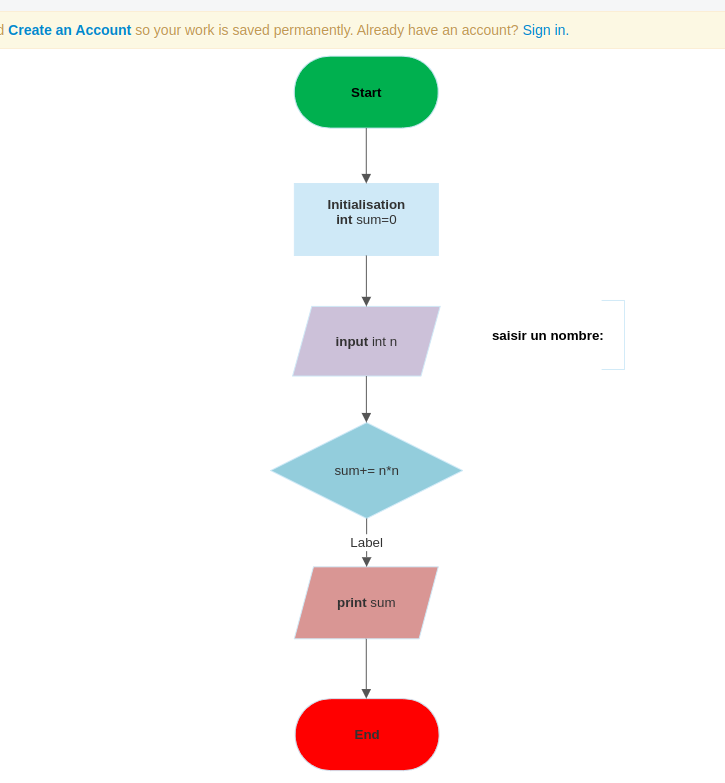 Create an Account so your work is saved permanently. Already have an account? Sign in.
Start
Initialisation
int sum=0
input int n
saisir un nombre:
sum+= n*n
Label
print sum
End